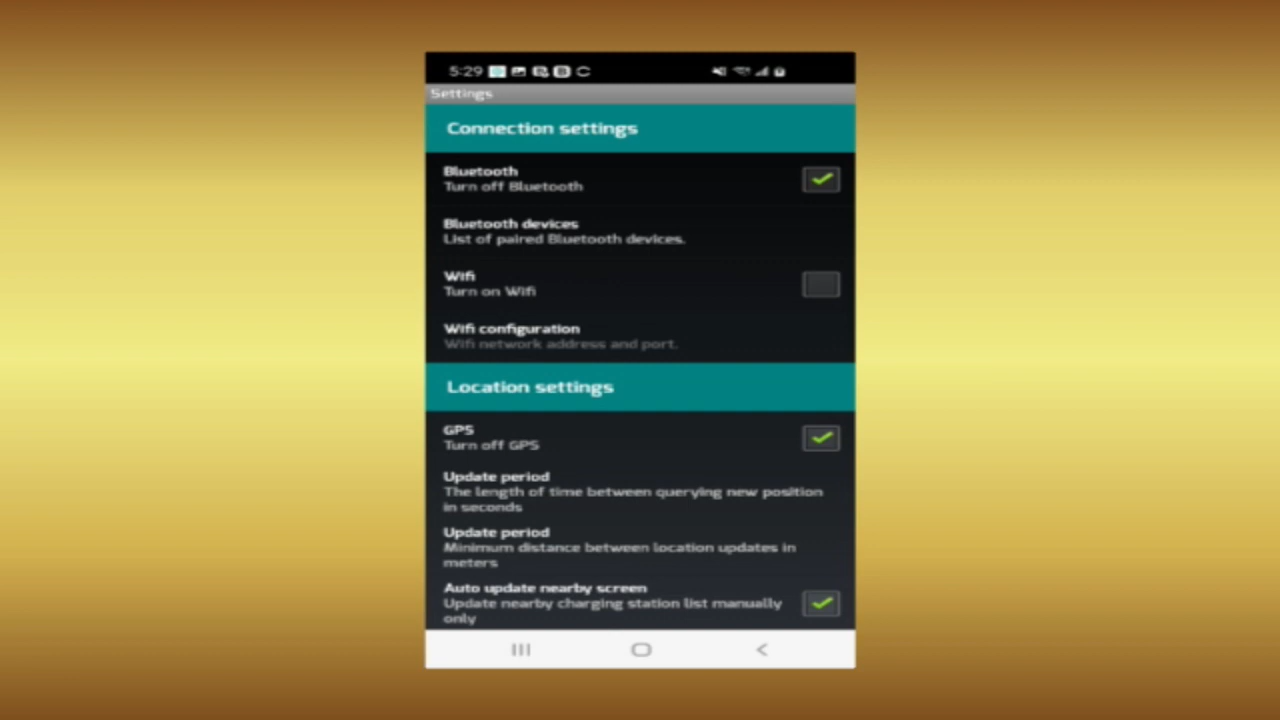 5:29
Settings
Connection settings
Bluetooth
Turn off Bluetooth
Bluetooth devices
List of paired Bluetooth devices.
Wifi
Turn on Wifi
Wifi configuration
Wifi network address and port.
Location settings
GPS
Turn off GPS
Update period
The length of time between querying new position
in seconds
Update period
Minimum distance between location updates in
meters
Auto update nearby screen
Update nearby charging station list manually
only